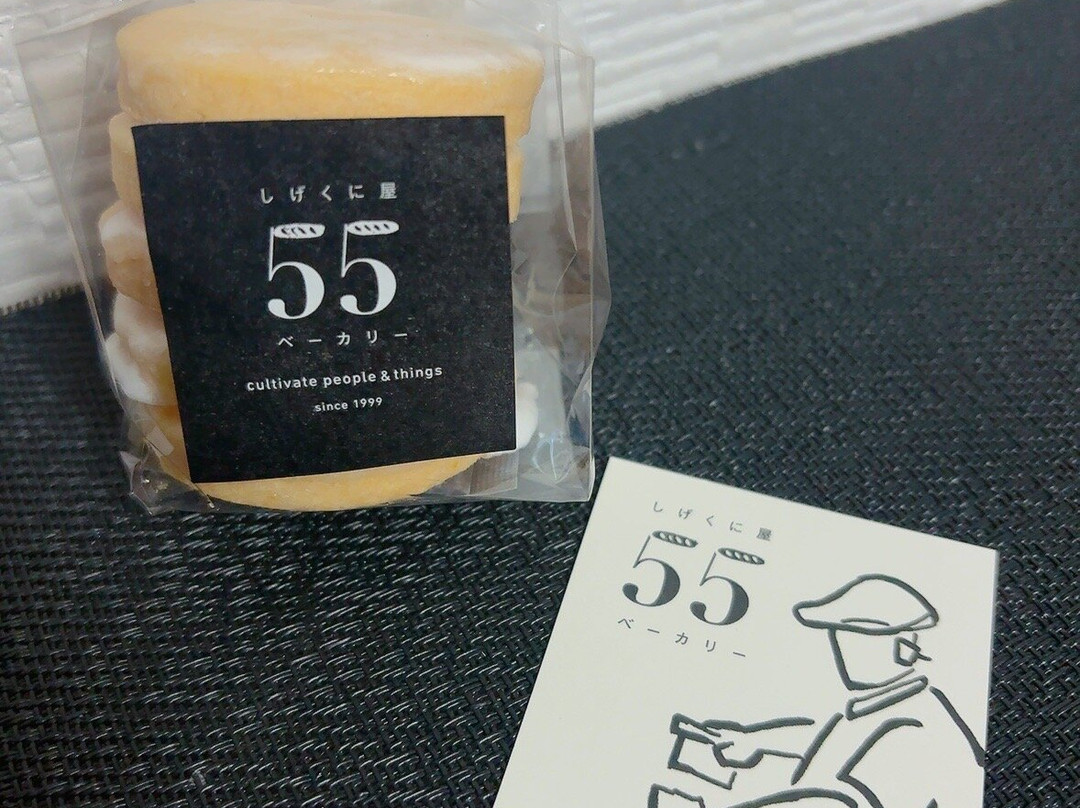 しげくに屋
55
ベーカリー
cultivate people & things
since 1999
しげくに屋
55
ベーカリー